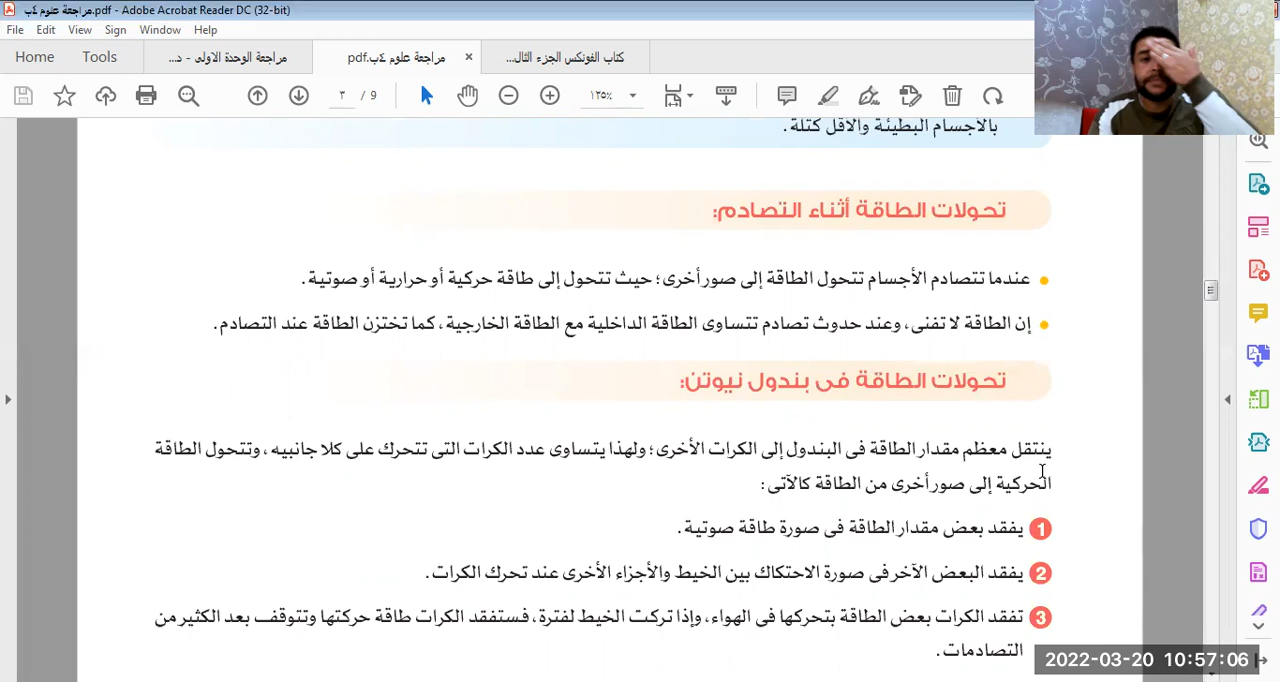 مراجعة علوم ٤ب.pdf - Adobe Acrobat Reader DC (32-bit)
File Edit View Sign Window Help
Home Tools مراجعة الوحدة الاولى - د... مراجعة علوم ٤ب.pdf × كتاب الفونكس الجزء الثال...
٣ / 9 ١٢٥%
بالأجسام البطيئة والأقل كتلة.
تحولات الطاقة أثناء التصادم:
عندما تتصادم الأجسام تتحول الطاقة إلى صور أخرى؛ حيث تتحول إلى طاقة حركية أو حرارية أو صوتية.
إن الطاقة لا تفنى، وعند حدوث تصادم تتساوى الطاقة الداخلية مع الطاقة الخارجية، كما تختزن الطاقة عند التصادم.
تحولات الطاقة فى بندول نيوتن:
ينتقل معظم مقدار الطاقة فى البندول إلى الكرات الأخرى؛ ولهذا يتساوى عدد الكرات التى تتحرك على كلا جانبيه، وتتحول الطاقة
الحركية إلى صور أخرى من الطاقة كالآتى:
1 يفقد بعض مقدار الطاقة فى صورة طاقة صوتية.
2 يفقد البعض الآخر فى صورة الاحتكاك بين الخيط والأجزاء الأخرى عند تحرك الكرات.
3 تفقد الكرات بعض الطاقة بتحركها فى الهواء، وإذا تركت الخيط لفترة، فستفقد الكرات طاقة حركتها وتتوقف بعد الكثير من
التصادمات.
2022-03-20 10:57:06